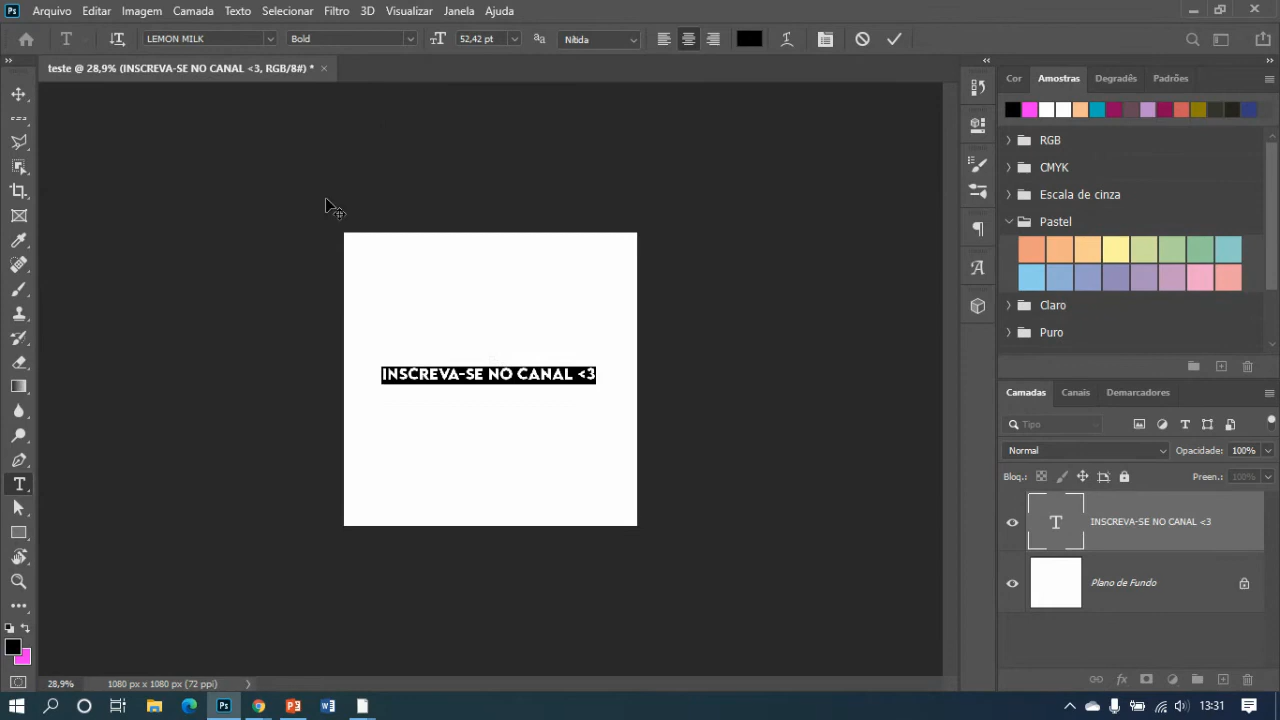 Ps Arquivo Editar Imagem Camada Texto Selecionar Filtro 3D Visualizar Janela Ajuda
T LEMON MILK Bold 52,42 pt Nítida
teste @ 28,9% (INSCREVA-SE NO CANAL <3, RGB/8#) *
Cor Amostras Degradês Padrões
RGB
CMYK
Escala de cinza
Pastel
Claro
Puro
INSCREVA-SE NO CANAL <3
Camadas Canais Demarcadores
Tipo
Normal Opacidade: 100%
Bloq.: Preen.: 100%
T INSCREVA-SE NO CANAL <3
Plano de Fundo
28,9% 1080 px x 1080 px (72 ppi)
13:31